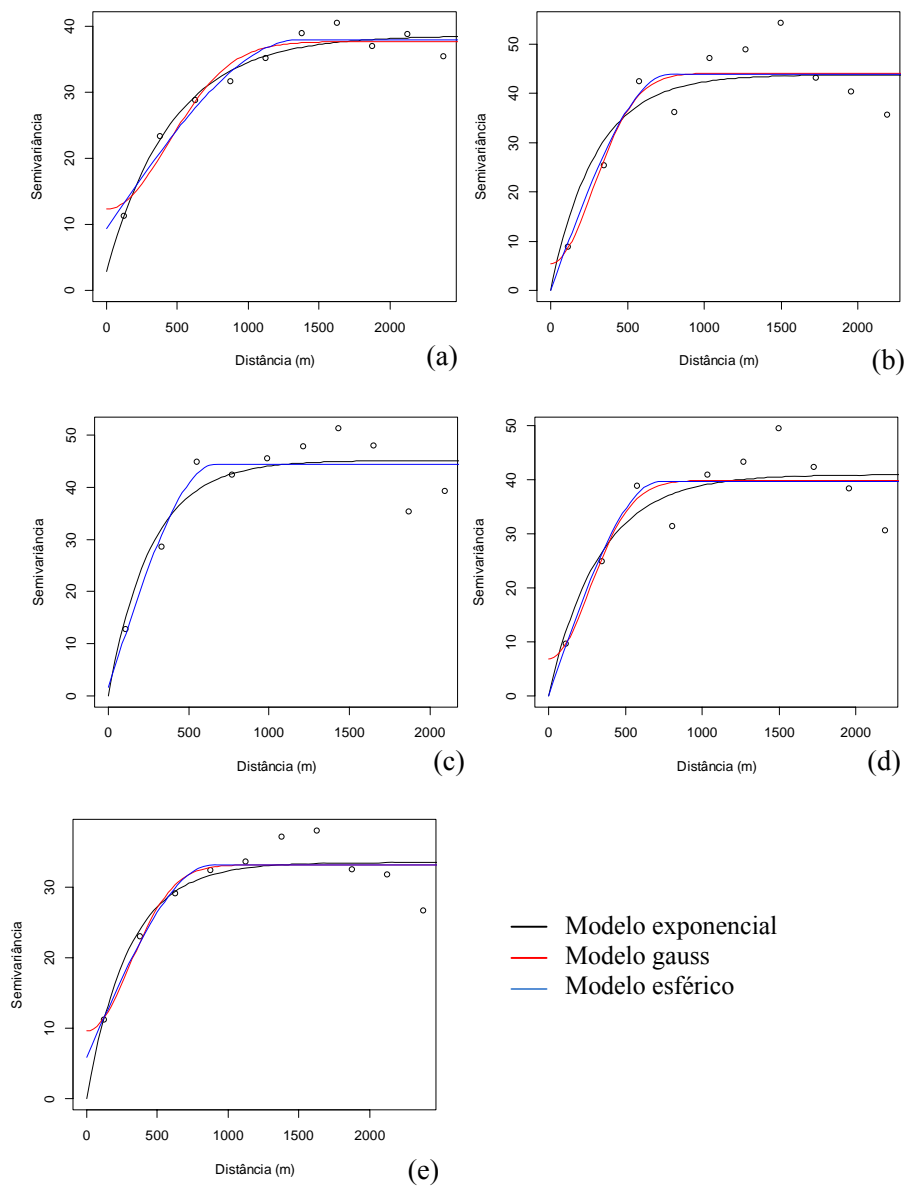 Semivariância
40
30
20
10
0
0 500 1000 1500 2000
Distância (m)
(a)
Semivariância
50
40
30
20
10
0
0 500 1000 1500 2000
Distância (m)
(b)
Semivariância
50
40
30
20
10
0
0 500 1000 1500 2000
Distância (m)
(c)
Semivariância
50
40
30
20
10
0
0 500 1000 1500 2000
Distância (m)
(d)
Semivariância
30
20
10
0
0 500 1000 1500 2000
Distância (m)
(e)
Modelo exponencial
Modelo gauss
Modelo esférico